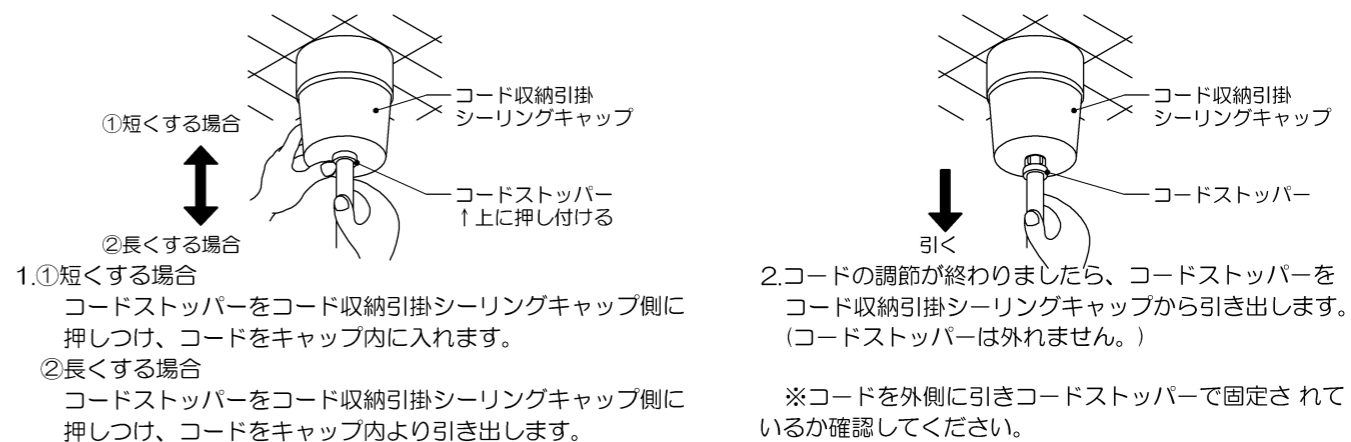 ①短くする場合
②長くする場合
コード収納引掛
シーリングキャップ
コードストッパー
↑上に押し付ける
1.①短くする場合
コードストッパーをコード収納引掛シーリングキャップ側に
押しつけ、コードをキャップ内に入れます。
②長くする場合
コードストッパーをコード収納引掛シーリングキャップ側に
押しつけ、コードをキャップ内より引き出します。
コード収納引掛
シーリングキャップ
コードストッパー
引く
2.コードの調節が終わりましたら、コードストッパーを
コード収納引掛シーリングキャップから引き出します。
(コードストッパーは外れません。)
※コードを外側に引きコードストッパーで固定さ れて
いるか確認してください。